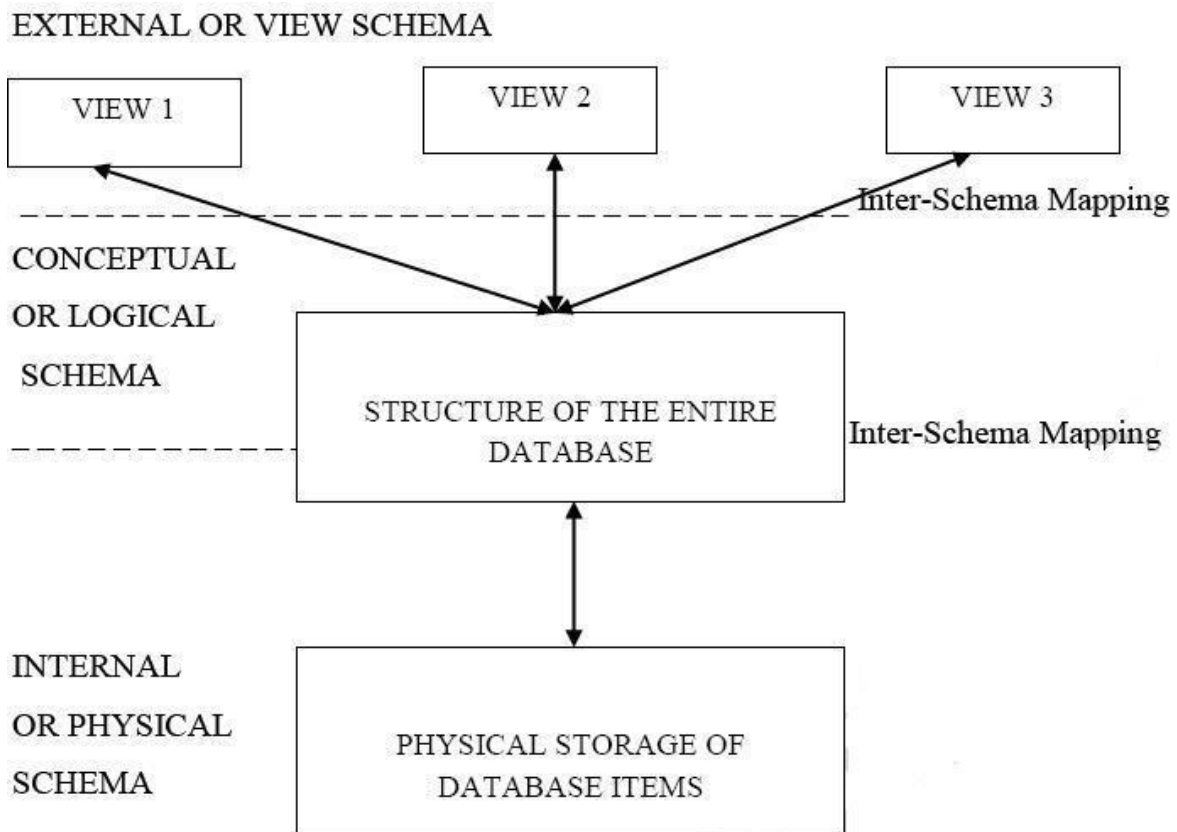 EXTERNAL OR VIEW SCHEMA
VIEW 1
VIEW 2
VIEW 3
Inter-Schema Mapping
CONCEPTUAL
OR LOGICAL
SCHEMA
STRUCTURE OF THE ENTIRE
DATABASE
Inter-Schema Mapping
INTERNAL
OR PHYSICAL
SCHEMA
PHYSICAL STORAGE OF
DATABASE ITEMS